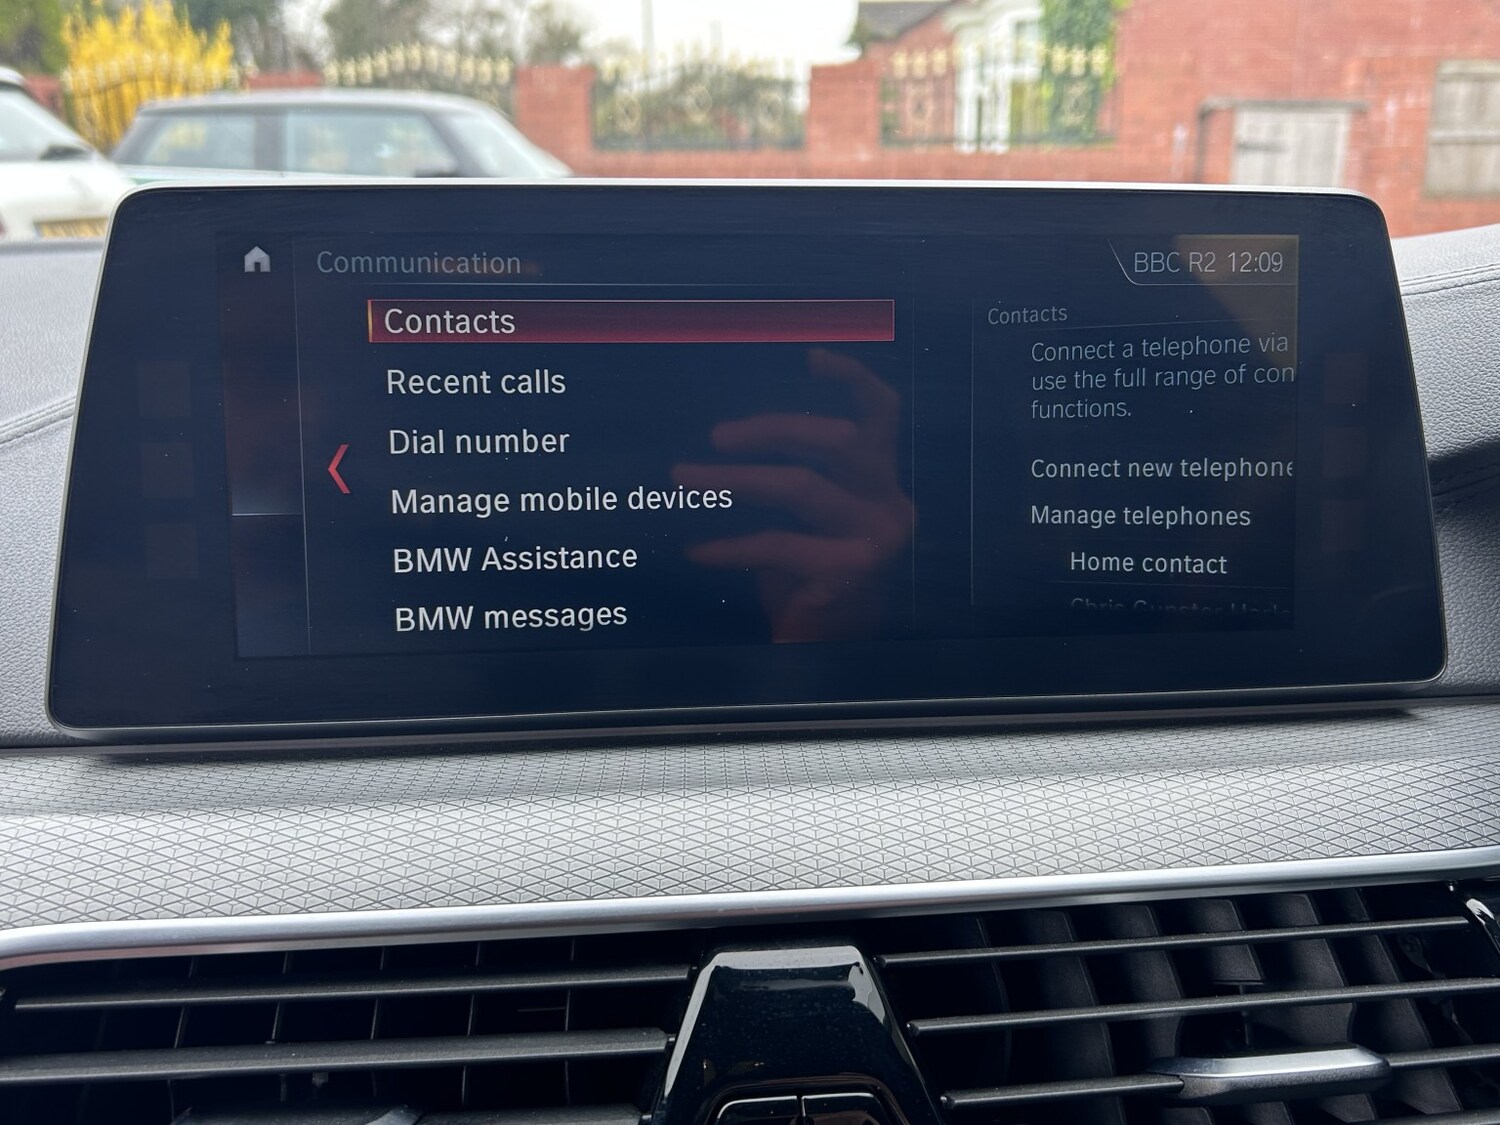 Communication
BBC R2 12:09
Contacts
Recent calls
Dial number
Manage mobile devices
BMW Assistance
BMW messages
Contacts
Connect a telephone via
use the full range of con
functions.
Connect new telephone
Manage telephones
Home contact